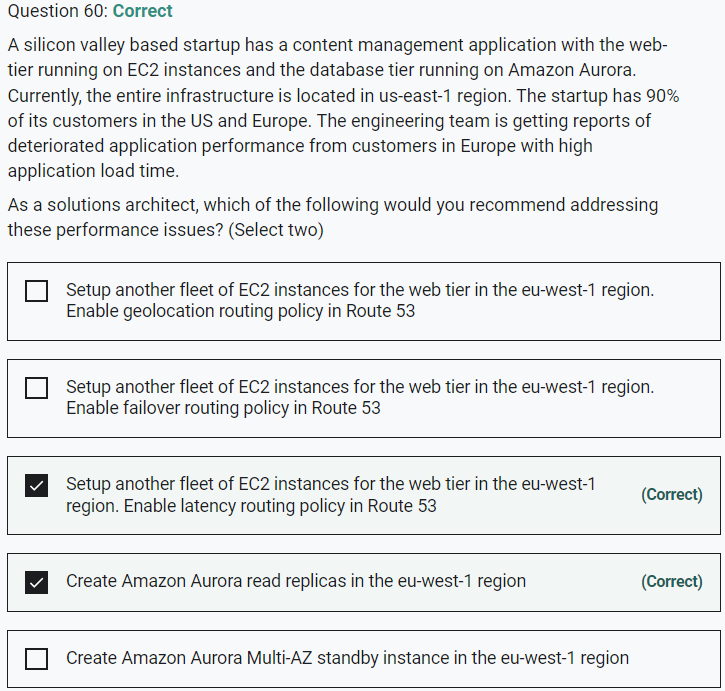 Question 60: Correct
A silicon valley based startup has a content management application with the web-
tier running on EC2 instances and the database tier running on Amazon Aurora.
Currently, the entire infrastructure is located in us-east-1 region. The startup has 90%
of its customers in the US and Europe. The engineering team is getting reports of
deteriorated application performance from customers in Europe with high
application load time.
As a solutions architect, which of the following would you recommend addressing
these performance issues? (Select two)
Setup another fleet of EC2 instances for the web tier in the eu-west-1 region.
Enable geolocation routing policy in Route 53
Setup another fleet of EC2 instances for the web tier in the eu-west-1 region.
Enable failover routing policy in Route 53
Setup another fleet of EC2 instances for the web tier in the eu-west-1
region. Enable latency routing policy in Route 53
(Correct)
Create Amazon Aurora read replicas in the eu-west-1 region
(Correct)
Create Amazon Aurora Multi-AZ standby instance in the eu-west-1 region